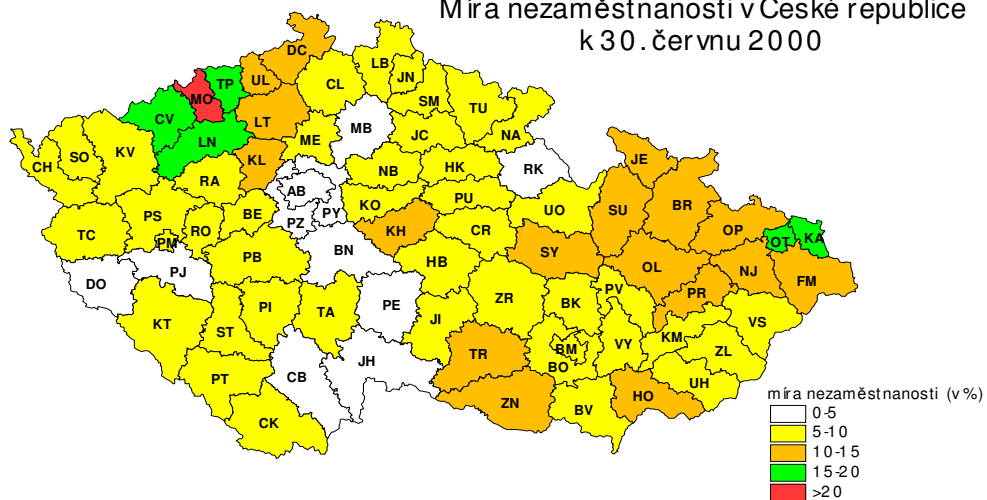 Míra nezaměstnanosti v České republice
k 30. červnu 2000
DC
LB
JN
UL
TP
CL
MO
SM
TU
CV
LT
MB
JC
NA
LN
ME
KL
CH
SO
KV
NB
HK
RK
JE
RA
AB
KO
PU
SU
BR
PS
BE
PZ
PY
UO
RO
KH
CR
OP
TC
PM
OT
KA
PB
BN
SY
HB
OL
NJ
PJ
DO
FM
PE
ZR
BK
PV
PR
KT
ST
PI
TA
JI
VS
KM
TR
BM
VY
ZL
BO
JH
CB
PT
UH
HO
ZN
BV
CK
míra nezaměstnanosti (v %)
0-5
5-10
10-15
15-20
>20